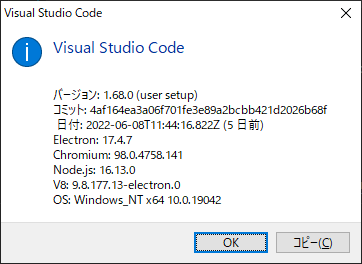 Visual Studio Code
Visual Studio Code
バージョン: 1.68.0 (user setup)
コミット: 4af164ea3a06f701fe3e89a2bcbb421d2026b68f
日付: 2022-06-08T11:44:16.822Z (5 日前)
Electron: 17.4.7
Chromium: 98.0.4758.141
Node.js: 16.13.0
V8: 9.8.177.13-electron.0
OS: Windows_NT x64 10.0.19042
OK
コピー(C)